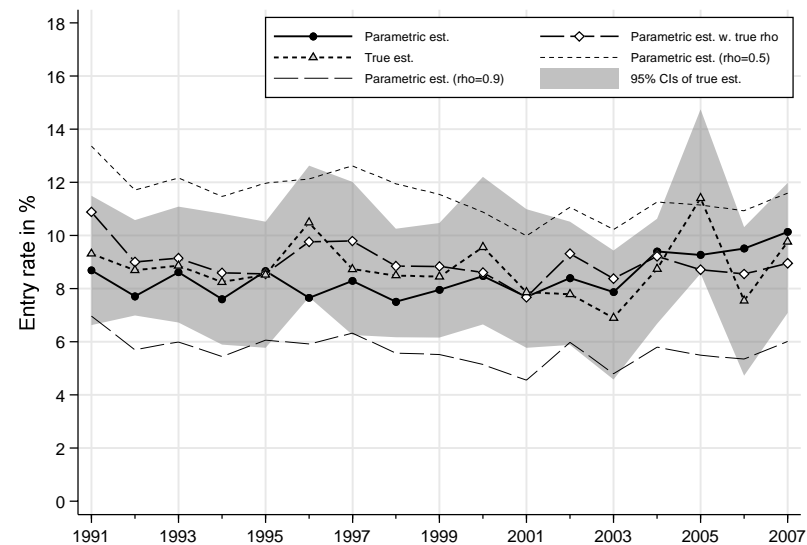 Parametric est.
True est.
Parametric est. (rho=0.9)
Parametric est. w. true rho
Parametric est. (rho=0.5)
95% CIs of true est.
Entry rate in %
18
16
14
12
10
8
6
4
2
0
1991 1993 1995 1997 1999 2001 2003 2005 2007